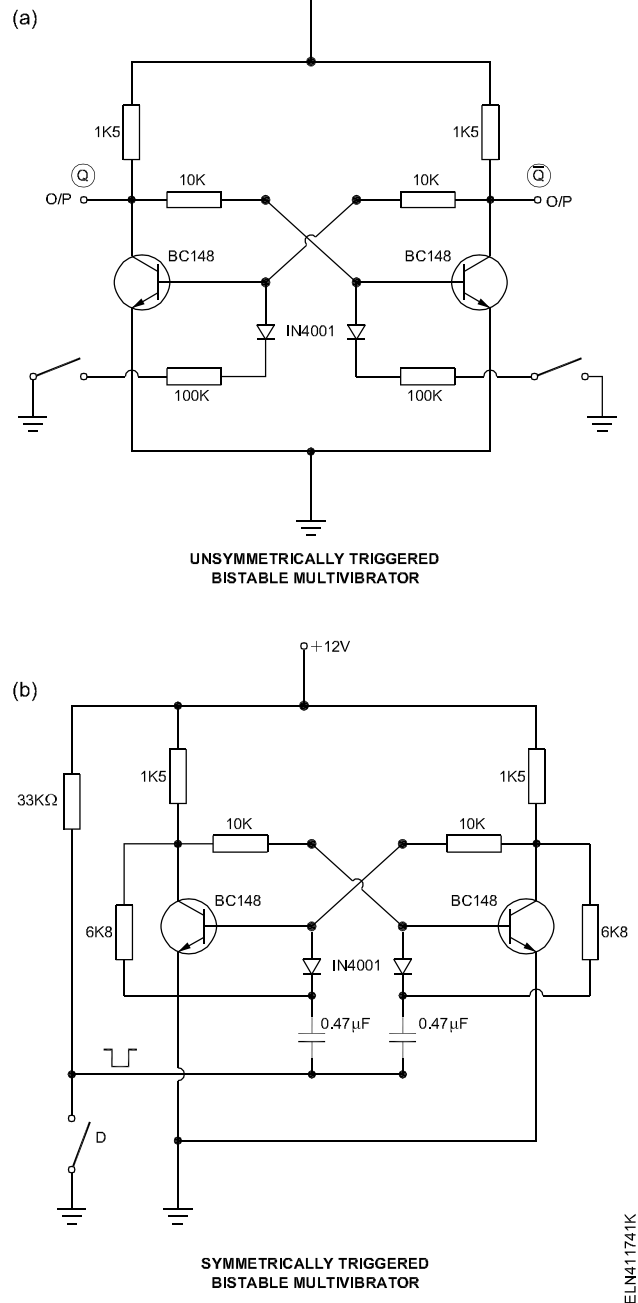 (a)
1K5
1K5
Q
10K
10K
Q̅
O/P
O/P
BC148
BC148
IN4001
100K
100K
UNSYMMETRICALLY TRIGGERED
BISTABLE MULTIVIBRATOR
+12V
(b)
1K5
1K5
33KΩ
10K
10K
BC148
BC148
6K8
6K8
IN4001
0.47µF
0.47µF
D
SYMMETRICALLY TRIGGERED
BISTABLE MULTIVIBRATOR
ELN411741K